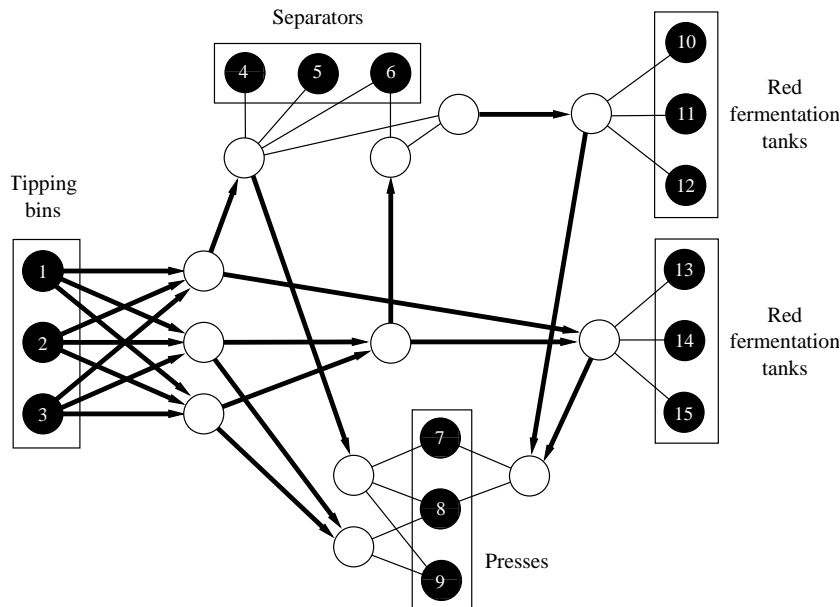 Separators
4 5 6
10
Red
11
fermentation
tanks
12
Tipping
bins
1
2
3
13
14
Red
fermentation
tanks
15
7
8
9
Presses